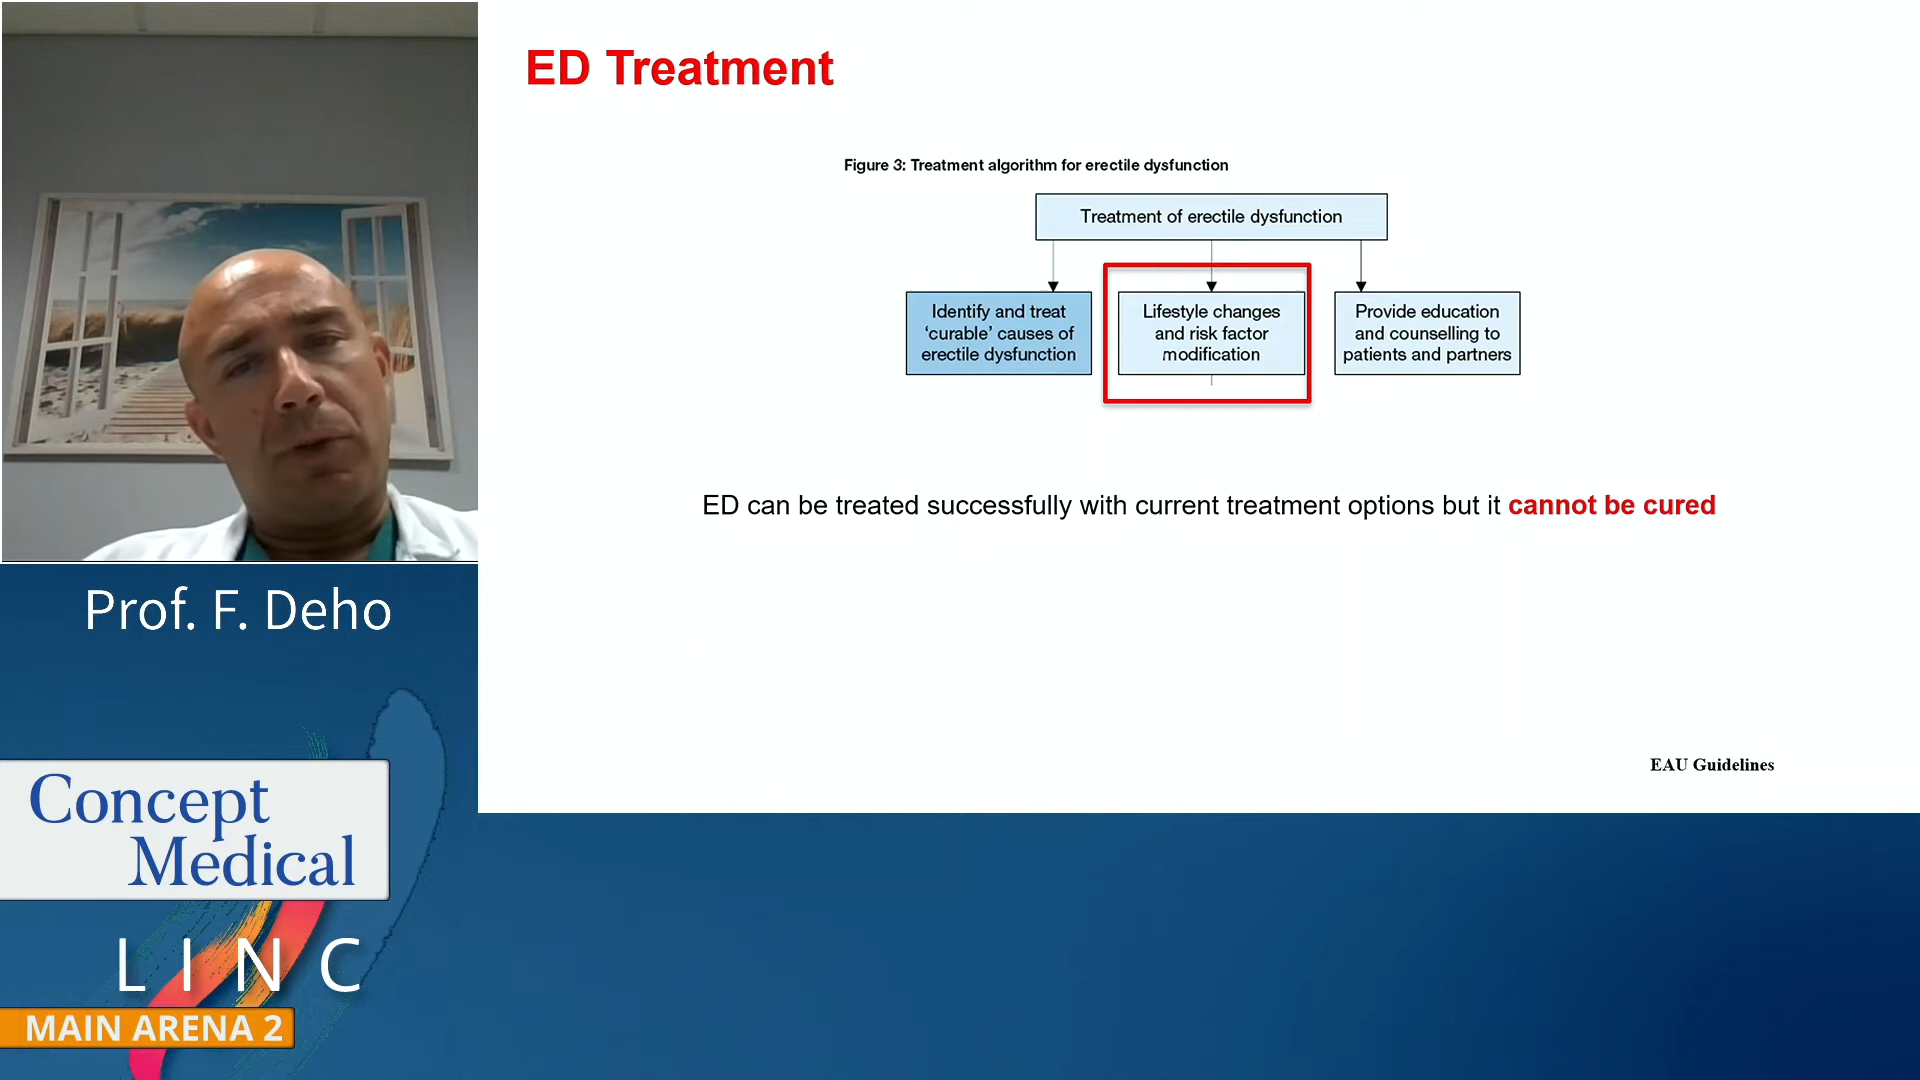 ED Treatment
Figure 3: Treatment algorithm for erectile dysfunction
Treatment of erectile dysfunction
Identify and treat
‘curable’ causes of
erectile dysfunction
Lifestyle changes
and risk factor
modification
Provide education
and counselling to
patients and partners
ED can be treated successfully with current treatment options but it cannot be cured
EAU Guidelines
Prof. F. Deho
Concept
Medical
LINC
MAIN ARENA 2